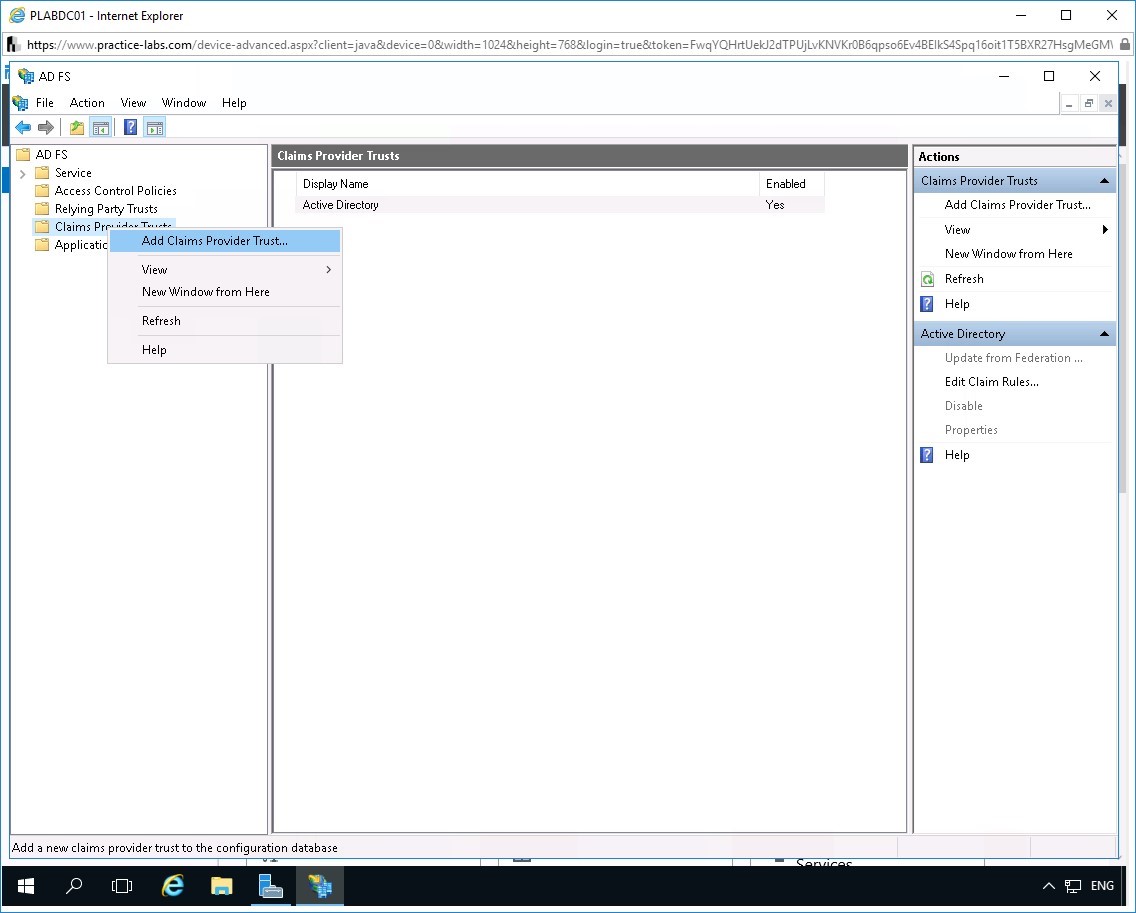 PLABDC01 - Internet Explorer
https://www.practice-labs.com/device-advanced.aspx?client=java&device=0&width=1024&height=768&login=true&token=
AD FS
File Action View Window Help
AD FS
Service
Access Control Policies
Relying Party Trusts
Claims Provider Trusts
Applicatio
Add Claims Provider Trust...
View
New Window from Here
Refresh
Help
Claims Provider Trusts
Display Name Enabled
Active Directory Yes
Actions
Claims Provider Trusts
Add Claims Provider Trust...
View
New Window from Here
Refresh
Help
Active Directory
Update from Federation ...
Edit Claim Rules...
Disable
Properties
Help
Add a new claims provider trust to the configuration database
Services
ENG